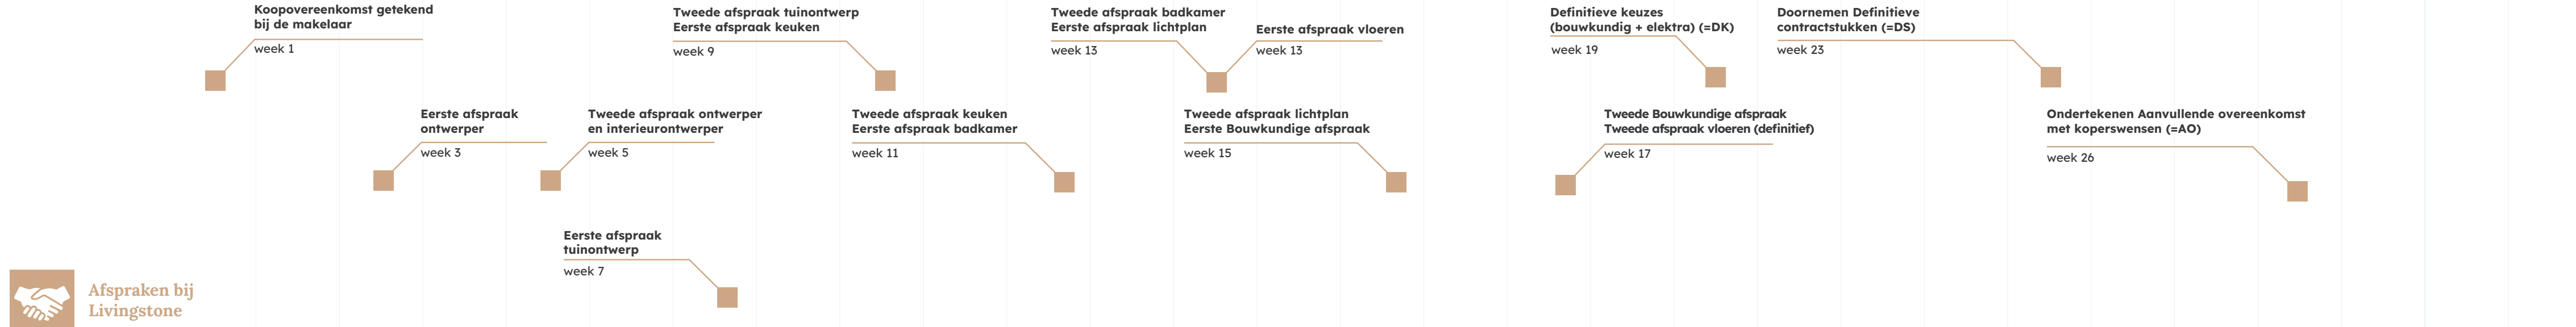 Koopovereenkomst getekend
bij de makelaar
week 1
Tweede afspraak tuinontwerp
Eerste afspraak keuken
week 9
Tweede afspraak badkamer
Eerste afspraak lichtplan
week 13
Eerste afspraak vloeren
week 13
Definitieve keuzes
(bouwkundig + elektra) (=DK)
week 19
Doornemen Definitieve
contractstukken (=DS)
week 23
Eerste afspraak
ontwerper
week 3
Tweede afspraak ontwerper
en interieurontwerper
week 5
Tweede afspraak keuken
Eerste afspraak badkamer
week 11
Tweede afspraak lichtplan
Eerste Bouwkundige afspraak
week 15
Tweede Bouwkundige afspraak
Tweede afspraak vloeren (definitief)
week 17
Ondertekenen Aanvullende overeenkomst
met koperswensen (=AO)
week 26
Eerste afspraak
tuinontwerp
week 7
Afspraken bij
Livingstone